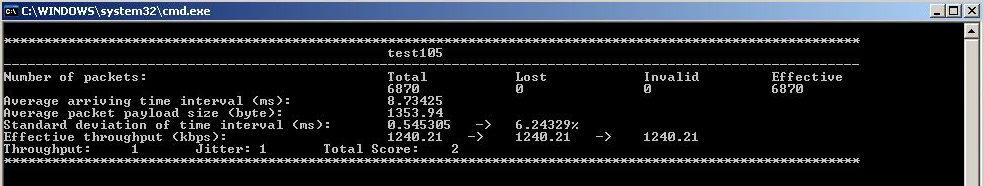 C:\WINDOWS\system32\cmd.exe
***********************************************************************************************************
test105
-----------------------------------------------------------------------------------------------------------
Number of packets: Total Lost Invalid Effective
6870 0 0 6870
Average arriving time interval (ms): 8.73425
Average packet payload size (byte): 1353.94
Standard deviation of time interval (ms): 0.545305 -> 6.24329%
Effective throughput (kbps): 1240.21 -> 1240.21 -> 1240.21
Throughput: 1 Jitter: 1 Total Score: 2
***********************************************************************************************************